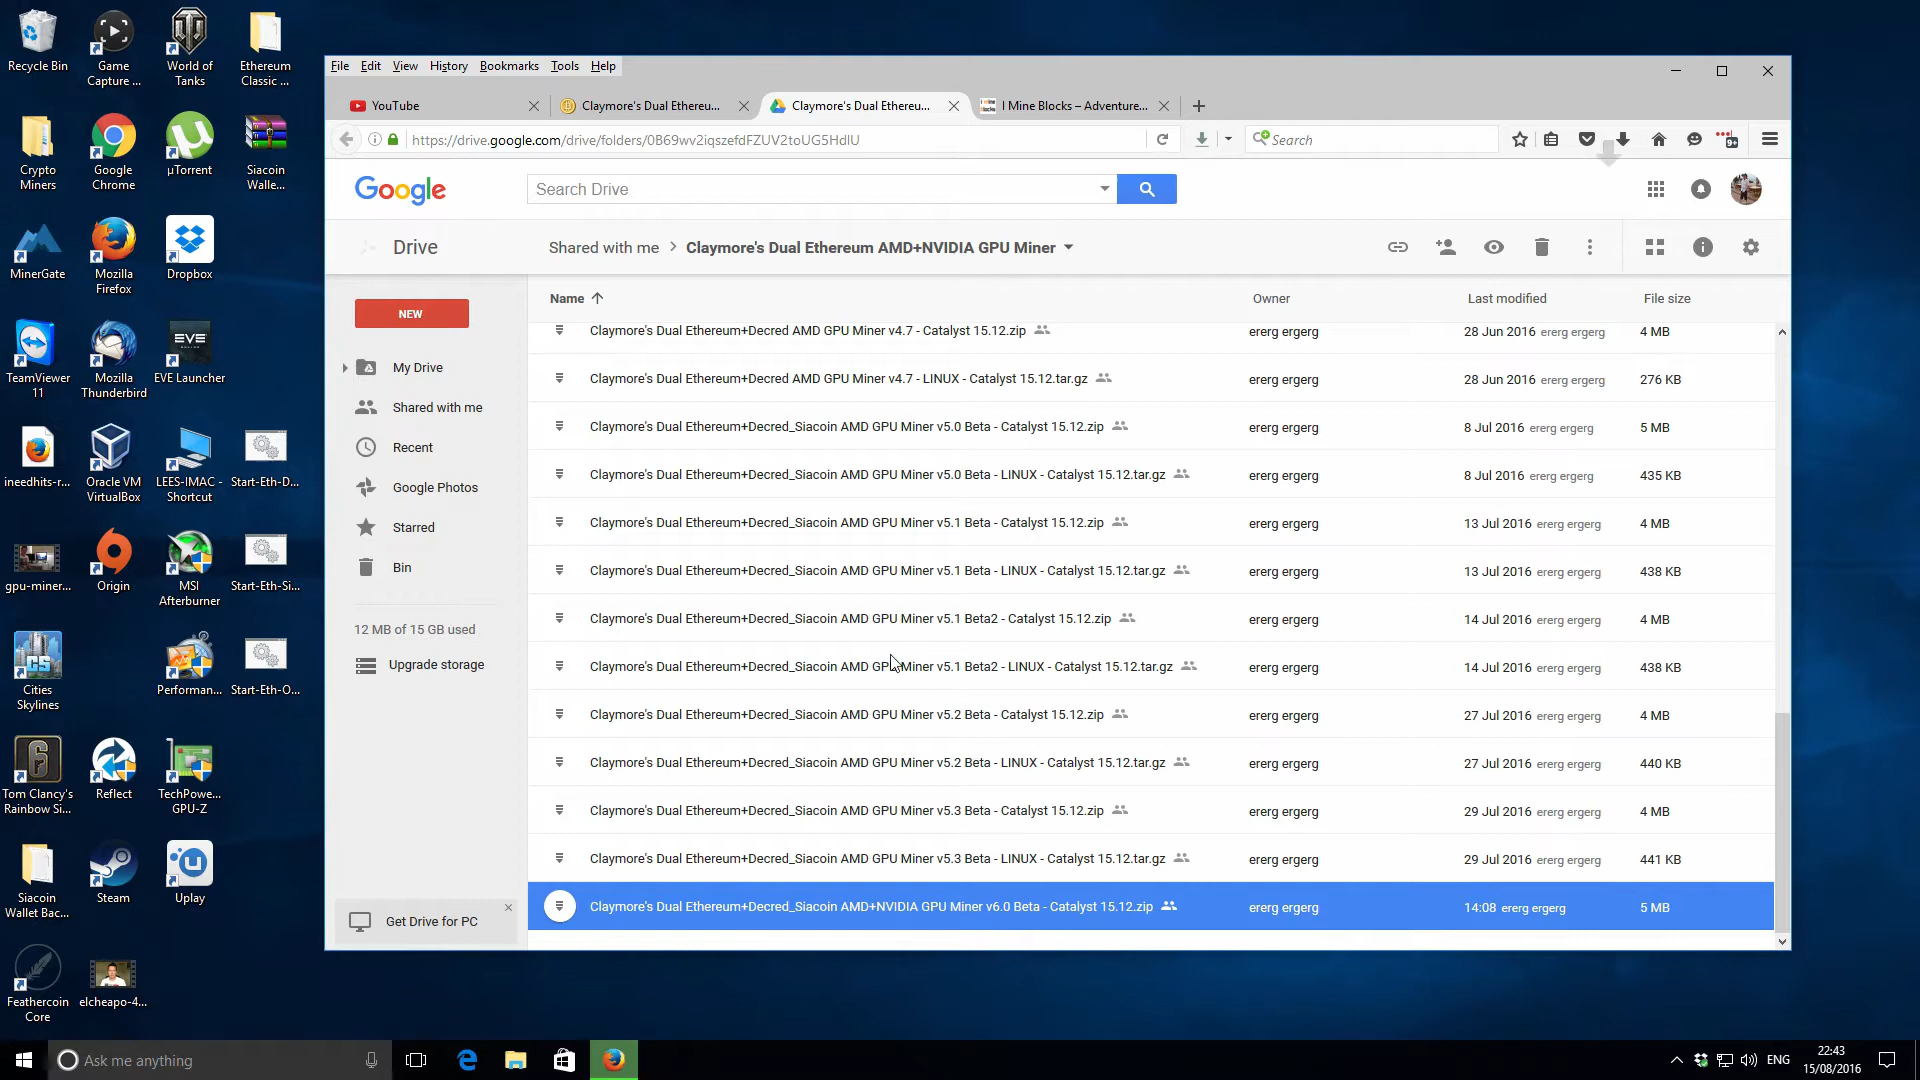 Recycle Bin
Game
Capture ...
World of
Tanks
Ethereum
Classic ...
Crypto
Miners
Google
Chrome
µTorrent
Siacoin
Walle...
MinerGate
Mozilla
Firefox
Dropbox
TeamViewer
11
Mozilla
Thunderbird
EVE
EVE Launcher
ineedhits-r...
Oracle VM
VirtualBox
LEES-IMAC -
Shortcut
Start-Eth-D...
gpu-miner...
Origin
MSI
Afterburner
Start-Eth-Si...
CS
Cities
Skylines
Performan...
Start-Eth-O...
6
Tom Clancy's
Rainbow Si...
Reflect
TechPowe...
GPU-Z
Siacoin
Wallet Bac...
Steam
Uplay
Feathercoin
Core
elcheapo-4...
File Edit View History Bookmarks Tools Help
YouTube
Claymore's Dual Ethereu...
Claymore's Dual Ethereu...
I Mine Blocks – Adventure...
https://drive.google.com/drive/folders/0B69wv2iqszefdFZUV2toUG5HdlU
Search
9+
Google
Search Drive
Drive
Shared with me > Claymore's Dual Ethereum AMD+NVIDIA GPU Miner
NEW
My Drive
Shared with me
Recent
Google Photos
Starred
Bin
12 MB of 15 GB used
Upgrade storage
Get Drive for PC
Name Owner Last modified File size
Claymore's Dual Ethereum+Decred AMD GPU Miner v4.7 - Catalyst 15.12.zip ererg ergerg 28 Jun 2016 ererg ergerg 4 MB
Claymore's Dual Ethereum+Decred AMD GPU Miner v4.7 - LINUX - Catalyst 15.12.tar.gz ererg ergerg 28 Jun 2016 ererg ergerg 276 KB
Claymore's Dual Ethereum+Decred_Siacoin AMD GPU Miner v5.0 Beta - Catalyst 15.12.zip ererg ergerg 8 Jul 2016 ererg ergerg 5 MB
Claymore's Dual Ethereum+Decred_Siacoin AMD GPU Miner v5.0 Beta - LINUX - Catalyst 15.12.tar.gz ererg ergerg 8 Jul 2016 ererg ergerg 435 KB
Claymore's Dual Ethereum+Decred_Siacoin AMD GPU Miner v5.1 Beta - Catalyst 15.12.zip ererg ergerg 13 Jul 2016 ererg ergerg 4 MB
Claymore's Dual Ethereum+Decred_Siacoin AMD GPU Miner v5.1 Beta - LINUX - Catalyst 15.12.tar.gz ererg ergerg 13 Jul 2016 ererg ergerg 438 KB
Claymore's Dual Ethereum+Decred_Siacoin AMD GPU Miner v5.1 Beta2 - Catalyst 15.12.zip ererg ergerg 14 Jul 2016 ererg ergerg 4 MB
Claymore's Dual Ethereum+Decred_Siacoin AMD GPU Miner v5.1 Beta2 - LINUX - Catalyst 15.12.tar.gz ererg ergerg 14 Jul 2016 ererg ergerg 438 KB
Claymore's Dual Ethereum+Decred_Siacoin AMD GPU Miner v5.2 Beta - Catalyst 15.12.zip ererg ergerg 27 Jul 2016 ererg ergerg 4 MB
Claymore's Dual Ethereum+Decred_Siacoin AMD GPU Miner v5.2 Beta - LINUX - Catalyst 15.12.tar.gz ererg ergerg 27 Jul 2016 ererg ergerg 440 KB
Claymore's Dual Ethereum+Decred_Siacoin AMD GPU Miner v5.3 Beta - Catalyst 15.12.zip ererg ergerg 29 Jul 2016 ererg ergerg 4 MB
Claymore's Dual Ethereum+Decred_Siacoin AMD GPU Miner v5.3 Beta - LINUX - Catalyst 15.12.tar.gz ererg ergerg 29 Jul 2016 ererg ergerg 441 KB
Claymore's Dual Ethereum+Decred_Siacoin AMD+NVIDIA GPU Miner v6.0 Beta - Catalyst 15.12.zip ererg ergerg 14:08 ererg ergerg 5 MB
Ask me anything
ENG
22:43
15/08/2016